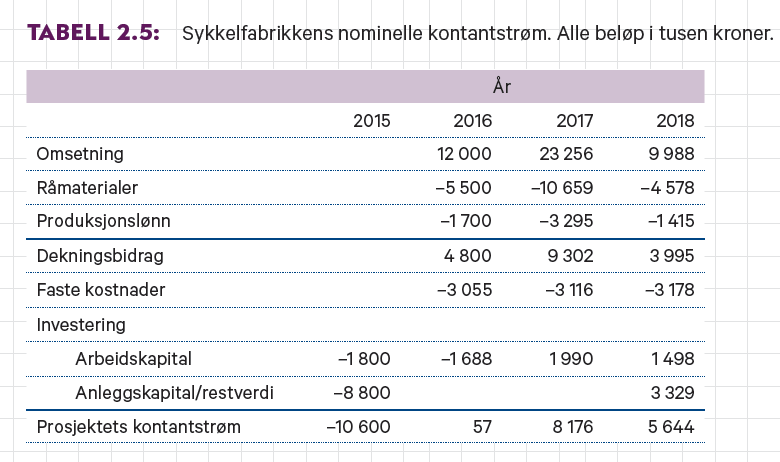 TABELL 2.5: Sykkelfabrikkens nominelle kontantstrøm. Alle beløp i tusen kroner.
År
2015 2016 2017 2018
Omsetning 12 000 23 256 9 988
Råmaterialer –5 500 –10 659 –4 578
Produksjonslønn –1 700 –3 295 –1 415
Dekningsbidrag 4 800 9 302 3 995
Faste kostnader –3 055 –3 116 –3 178
Investering
Arbeidskapital –1 800 –1 688 1 990 1 498
Anleggskapital/restverdi –8 800 3 329
Prosjektets kontantstrøm –10 600 57 8 176 5 644